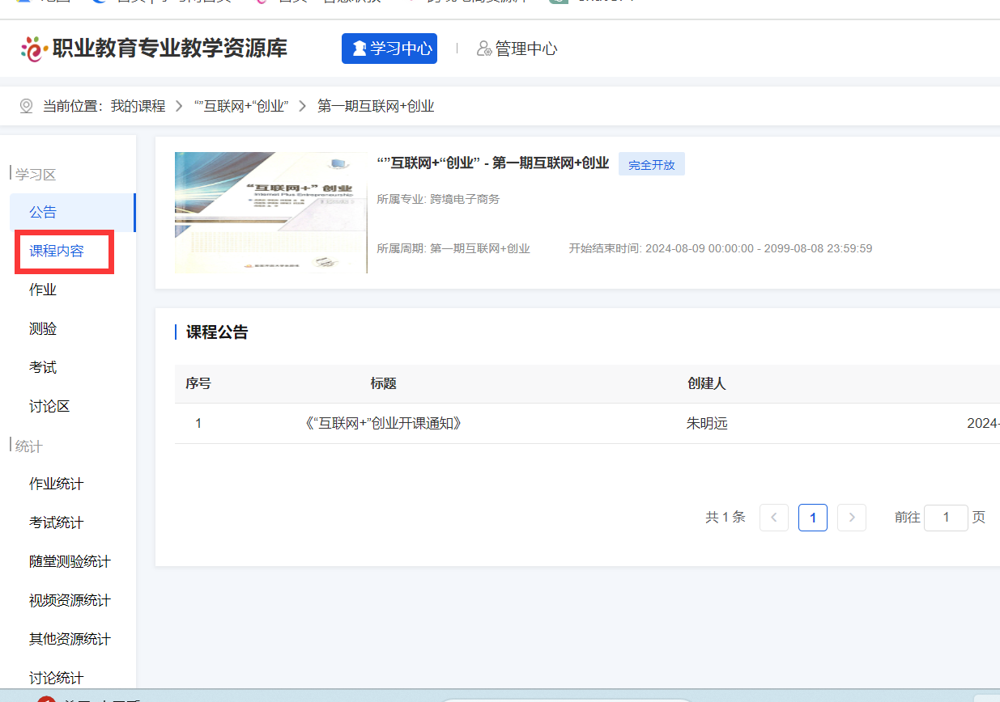 职业教育专业教学资源库
学习中心
管理中心
当前位置：我的课程 > “”互联网+“创业” > 第一期互联网+创业
学习区
公告
课程内容
作业
测验
考试
讨论区
统计
作业统计
考试统计
随堂测验统计
视频资源统计
其他资源统计
讨论统计
“互联网+”创业
Internet Plus Entrepreneurship
“”互联网+“创业” - 第一期互联网+创业
完全开放
所属专业: 跨境电子商务
所属周期: 第一期互联网+创业 开始结束时间: 2024-08-09 00:00:00 - 2099-08-08 23:59:59
课程公告
序号 标题 创建人
1 《“互联网+”创业开课通知》 朱明远 2024-
共 1 条 1 前往 1 页